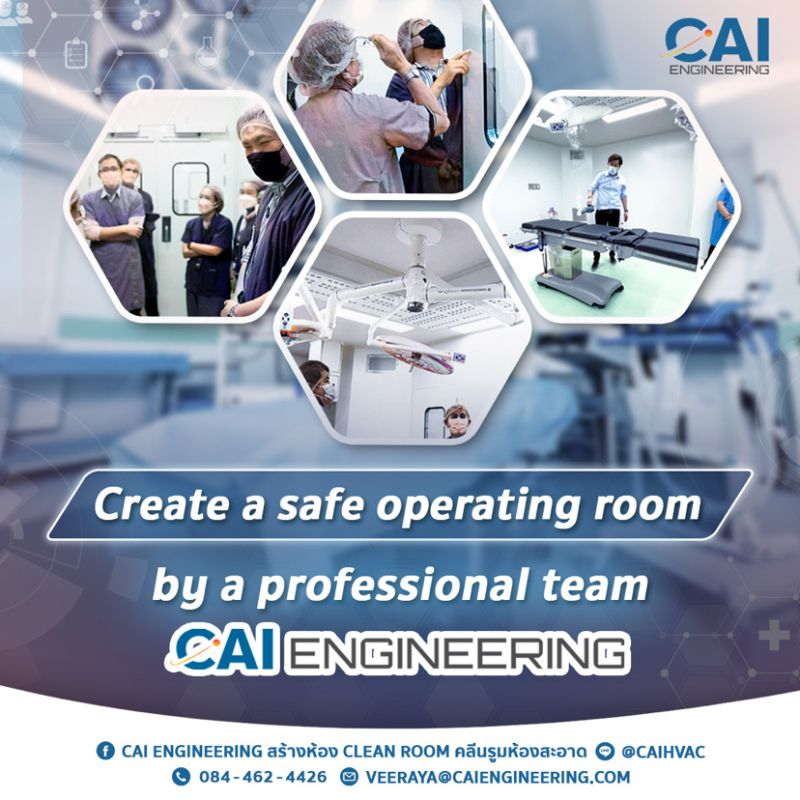 CAI
ENGINEERING
Create a safe operating room
by a professional team
CAI ENGINEERING
CAI ENGINEERING สร้างห้อง CLEAN ROOM คลีนรูมห้องสะอาด @CAIHVAC
084-462-4426 VEERAYA@CAIENGINEERING.COM